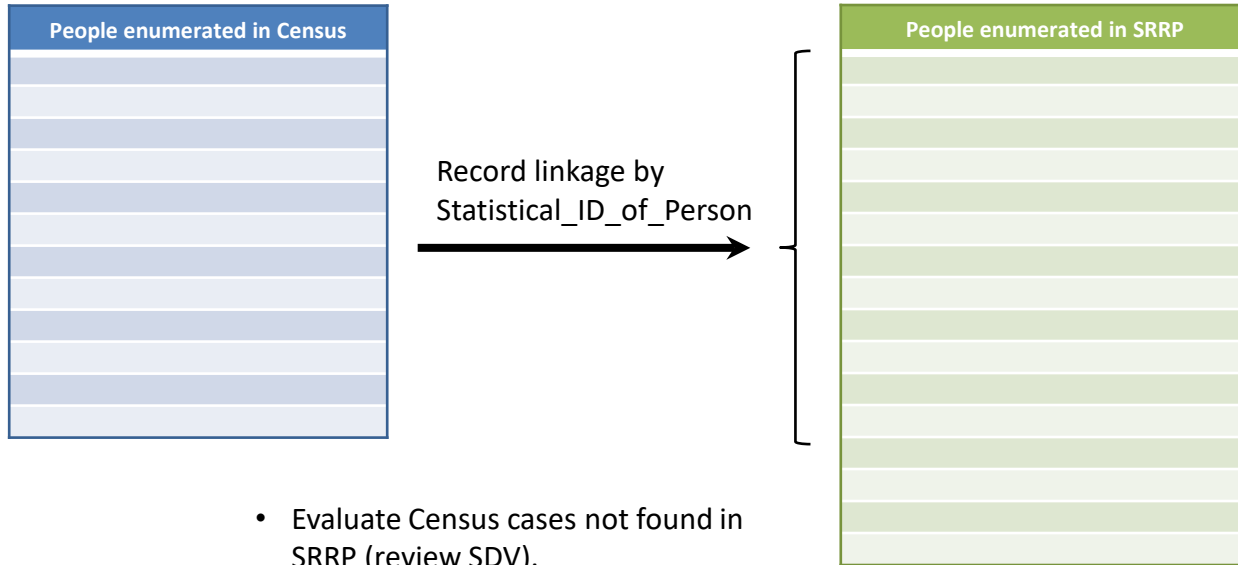 People enumerated in Census
People enumerated in SRRP
Record linkage by
Statistical_ID_of_Person
• Evaluate Census cases not found in
SRRP (review SDV).